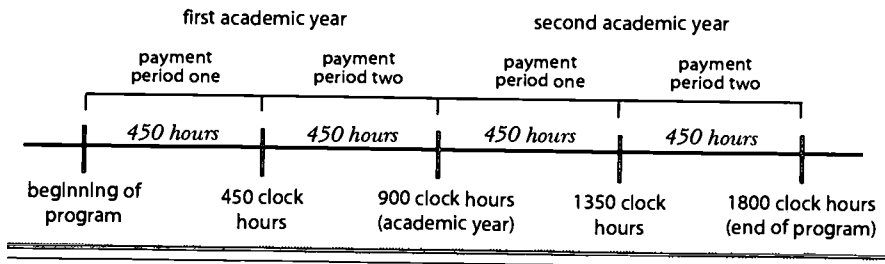 first academic year
second academic year
payment period one
payment period two
payment period one
payment period two
450 hours
450 hours
450 hours
450 hours
beginning of program
450 clock hours
900 clock hours (academic year)
1350 clock hours
1800 clock hours (end of program)